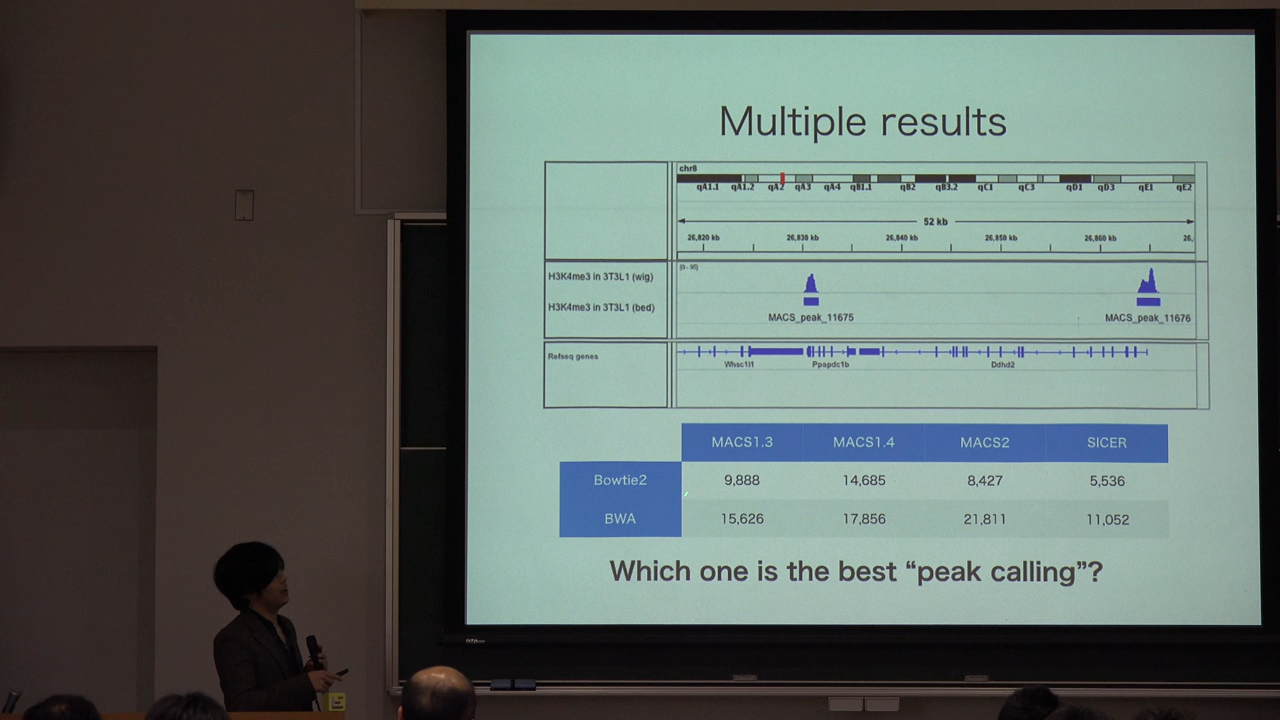 Multiple results
chr8
qA1.1 qA1.2 qA2 qA3 qA4 qB1.1 qB2 qB3.2 qC1 qC3 qD1 qD3 qE1 qE2
52 kb
26,820 kb 26,830 kb 26,840 kb 26,850 kb 26,860 kb 26,
H3K4me3 in 3T3L1 (wig)
[0 - 95]
H3K4me3 in 3T3L1 (bed)
MACS_peak_11675 MACS_peak_11676
Refseq genes
Whsc1l1 Ppapdc1b Ddhd2
MACS1.3 MACS1.4 MACS2 SICER
Bowtie2 9,888 14,685 8,427 5,536
BWA 15,626 17,856 21,811 11,052
Which one is the best “peak calling”?